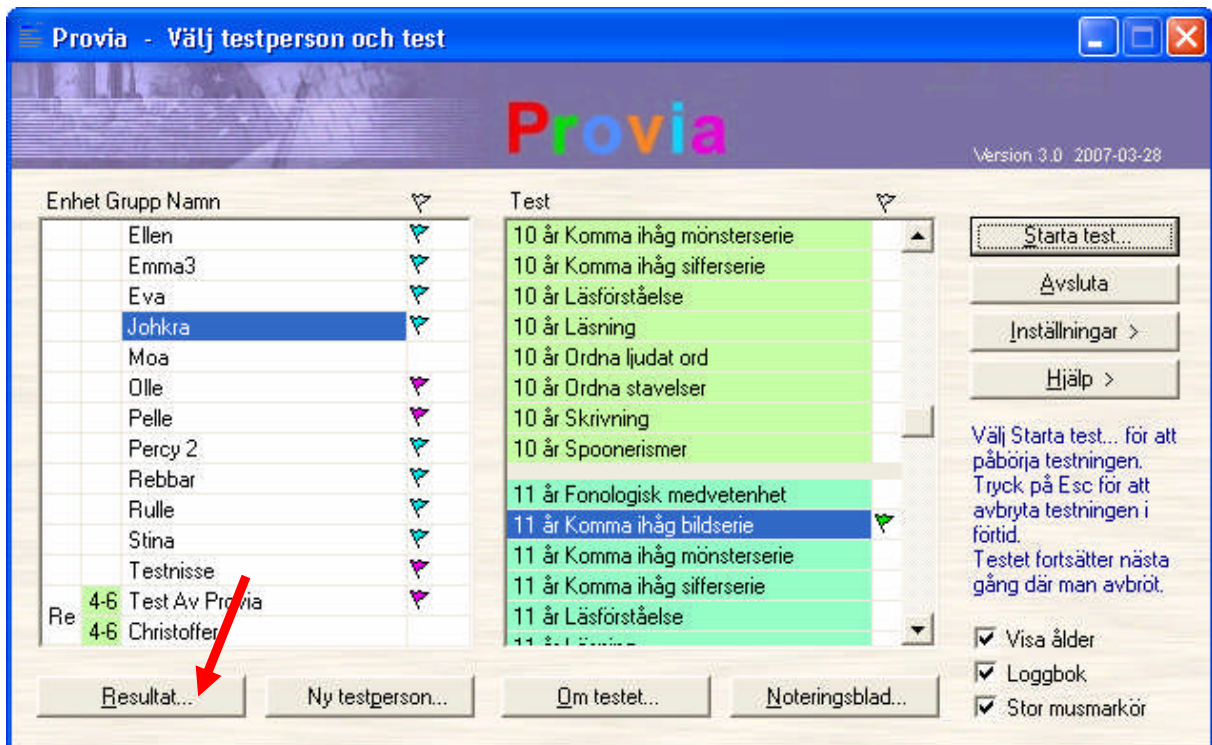 Provia - Välj testperson och test
Provia
Version 3.0 2007-03-28
Enhet Grupp Namn
Ellen
Emma3
Eva
Johkra
Moa
Olle
Pelle
Percy 2
Rebbar
Rulle
Stina
Testnisse
Re
4-6 Test Av Provia
4-6 Christoffer
Test
10 år Komma ihåg mönsterserie
10 år Komma ihåg sifferserie
10 år Läsförståelse
10 år Läsning
10 år Ordna ljudat ord
10 år Ordna stavelser
10 år Skrivning
10 år Spoonerismer
11 år Fonologisk medvetenhet
11 år Komma ihåg bildserie
11 år Komma ihåg mönsterserie
11 år Komma ihåg sifferserie
11 år Läsförståelse
11 år Läsning
Starta test...
Avsluta
Inställningar >
Hjälp >
Välj Starta test... för att
påbörja testningen.
Tryck på Esc för att
avbryta testningen i
förtid.
Testet fortsätter nästa
gång där man avbröt.
Visa ålder
Loggbok
Stor musmarkör
Resultat...
Ny testperson...
Om testet...
Noteringsblad...